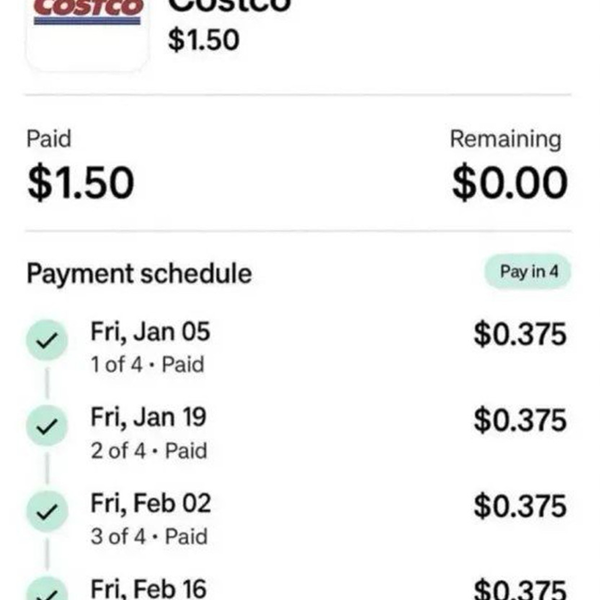 COSTCO
Costco
$1.50
Paid
Remaining
$1.50
$0.00
Payment schedule
Pay in 4
Fri, Jan 05
$0.375
1 of 4 • Paid
Fri, Jan 19
$0.375
2 of 4 • Paid
Fri, Feb 02
$0.375
3 of 4 • Paid
Fri, Feb 16
$0.375